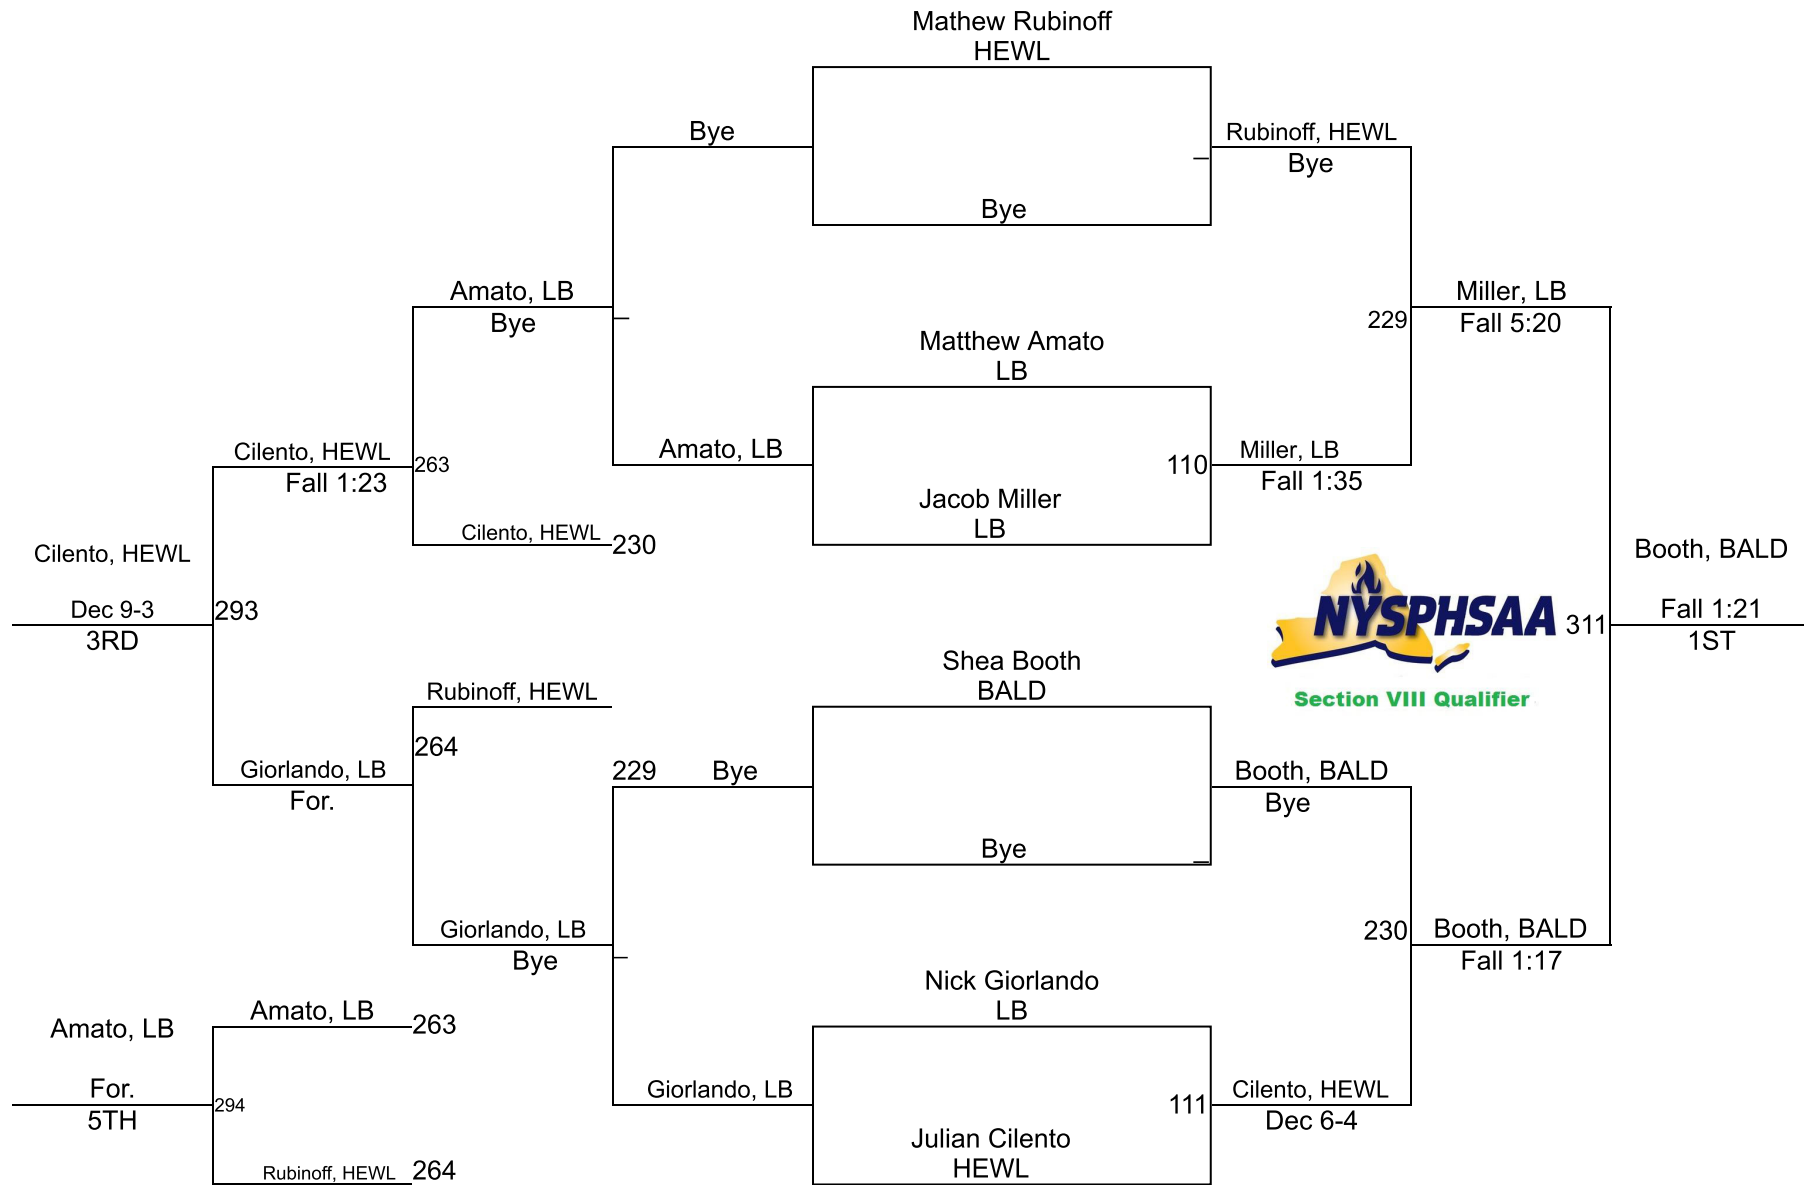 Mathew Rubinoff
HEWL
Bye
Rubinoff, HEWL
Bye
Bye
Amato, LB
Bye
Miller, LB
229
Fall 5:20
Matthew Amato
LB
Cilento, HEWL
263
Fall 1:23
Amato, LB
110
Miller, LB
Fall 1:35
Jacob Miller
LB
Cilento, HEWL
230
Cilento, HEWL
Dec 9-3
293
3RD
NYSPHSAA
Section VIII Qualifier
Booth, BALD
311
Fall 1:21
1ST
Shea Booth
BALD
Rubinoff, HEWL
264
Giorlando, LB
For.
229
Bye
Booth, BALD
Bye
Bye
Giorlando, LB
Bye
230
Booth, BALD
Fall 1:17
Nick Giorlando
LB
Amato, LB
Amato, LB
263
For.
294
5TH
Giorlando, LB
111
Cilento, HEWL
Dec 6-4
Julian Cilento
HEWL
Rubinoff, HEWL
264